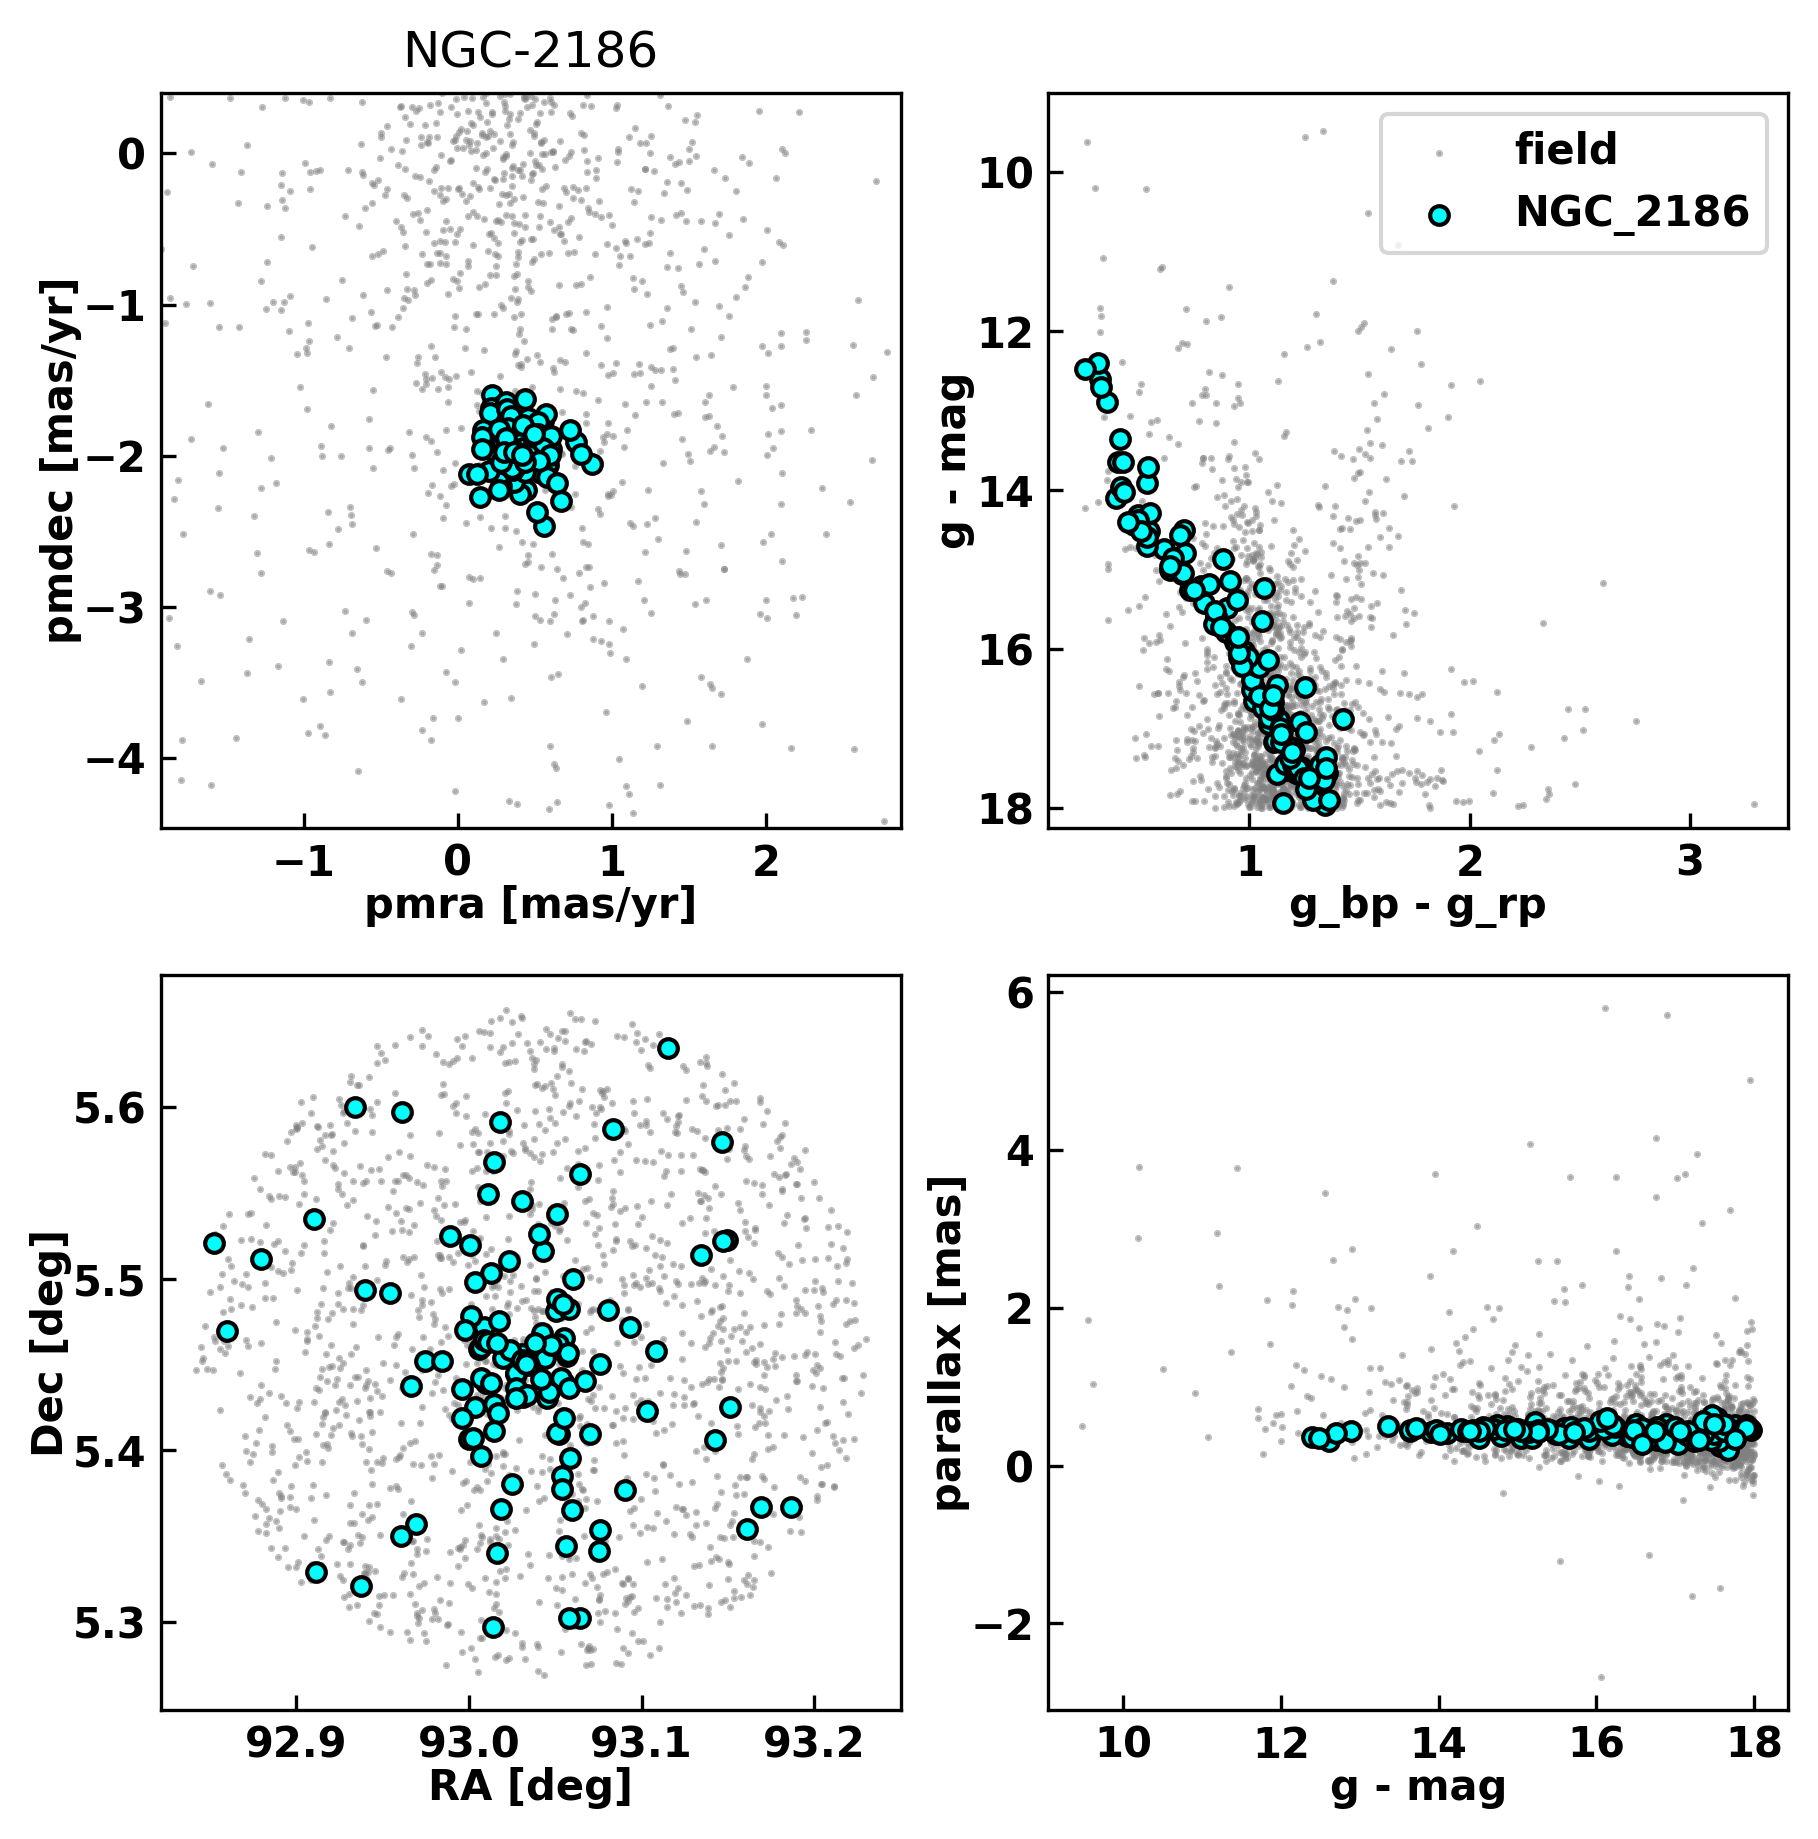 NGC-2186
0
−1
−2
−3
−4
pmdec [mas/yr]
−1 0 1 2
pmra [mas/yr]
field
NGC_2186
10
12
14
16
18
g - mag
1 2 3
g_bp - g_rp
5.6
5.5
5.4
5.3
Dec [deg]
92.9 93.0 93.1 93.2
RA [deg]
6
4
2
0
−2
parallax [mas]
10 12 14 16 18
g - mag